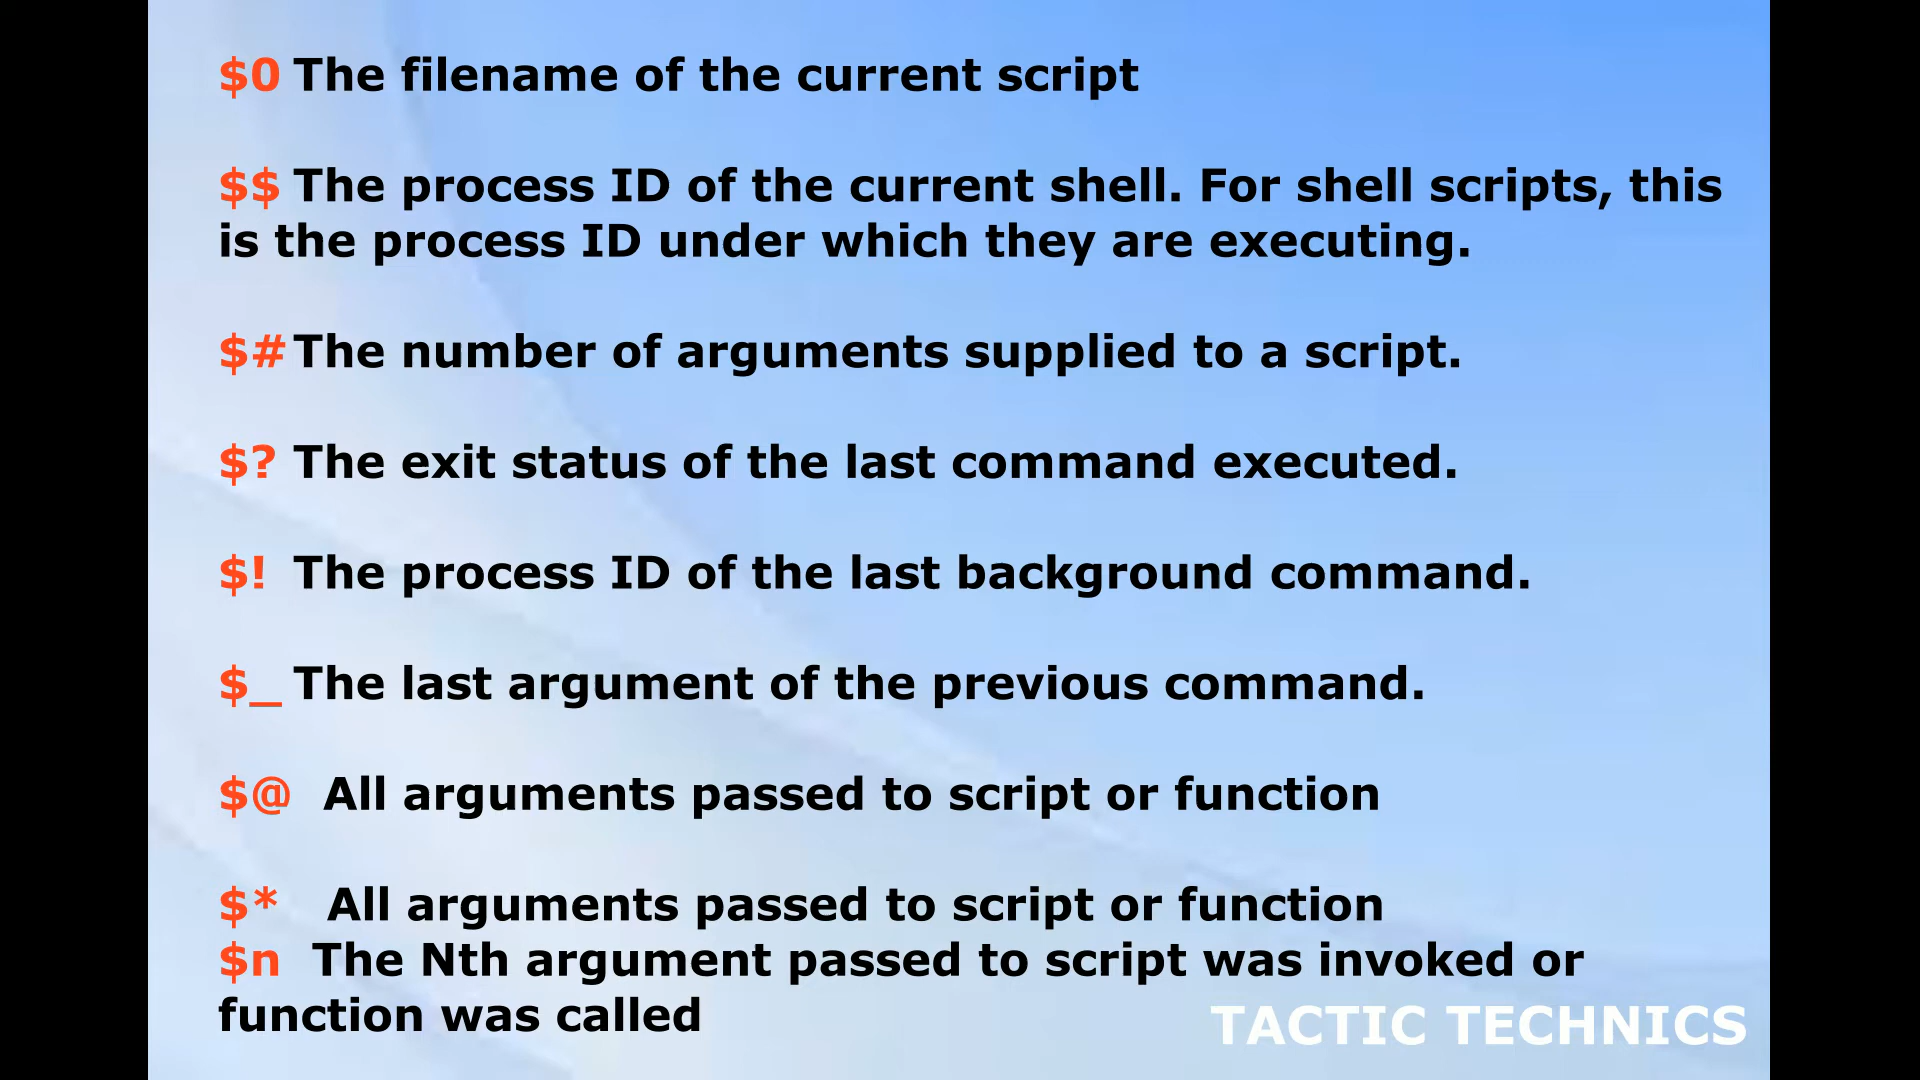 $0 The filename of the current script
$$ The process ID of the current shell. For shell scripts, this
is the process ID under which they are executing.
$# The number of arguments supplied to a script.
$? The exit status of the last command executed.
$! The process ID of the last background command.
$_ The last argument of the previous command.
$@ All arguments passed to script or function
$* All arguments passed to script or function
$n The Nth argument passed to script was invoked or
function was called
TACTIC TECHNICS